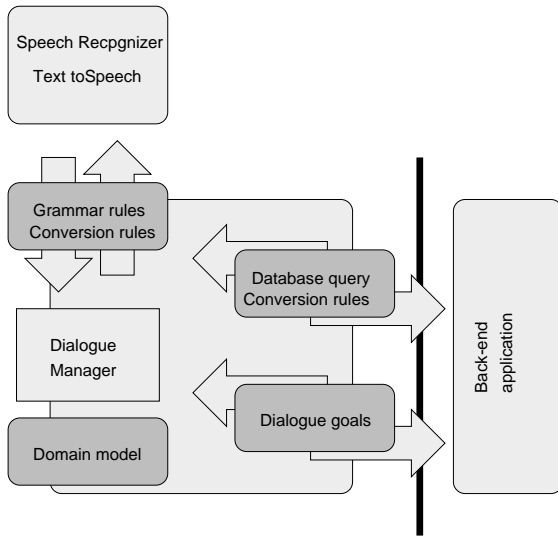 Speech Recpgnizer
Text toSpeech
Grammar rules
Conversion rules
Database query
Conversion rules
Dialogue
Manager
Dialogue goals
Domain model
Back-end
application